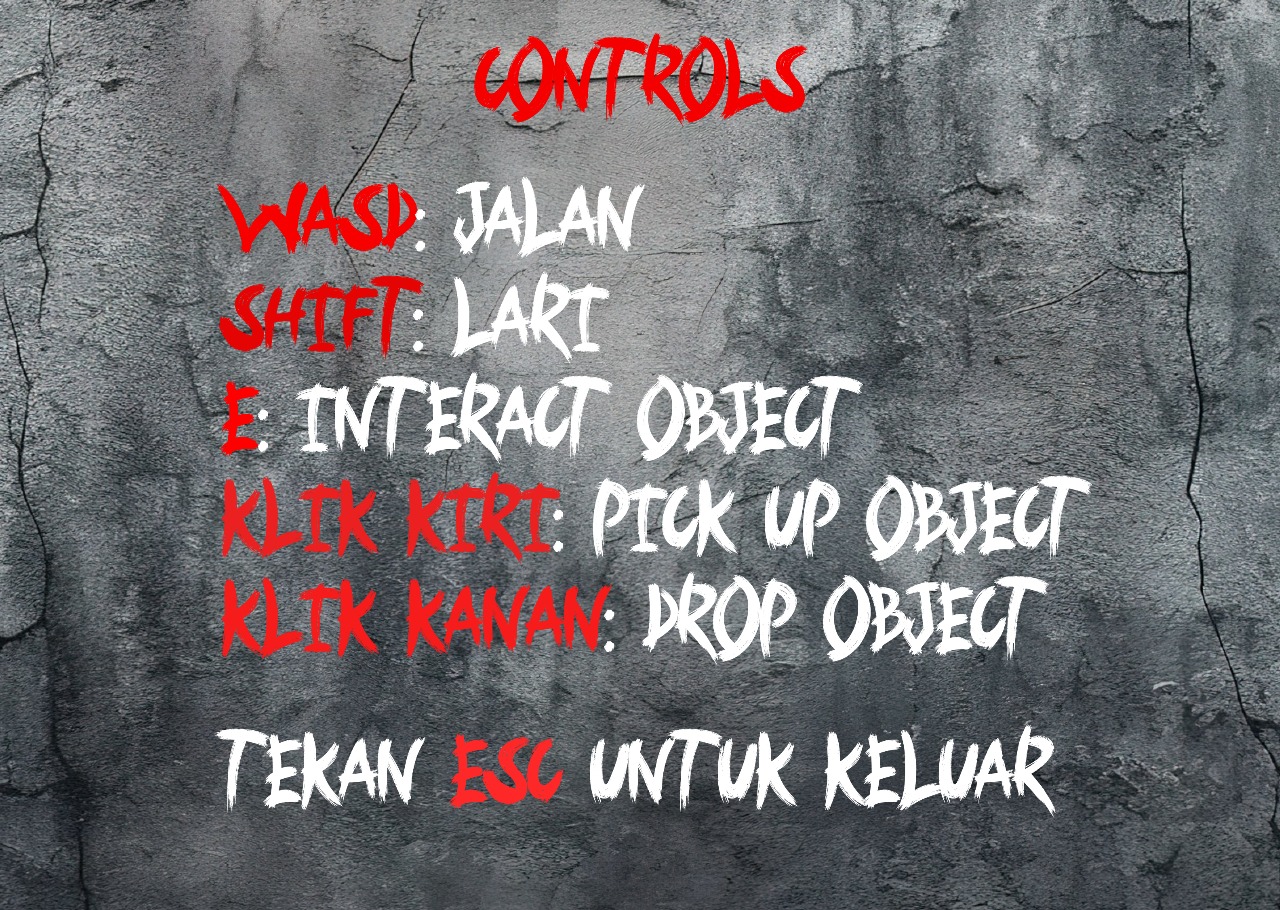 CONTROLS
WASD: JALAN
SHIFT: LARI
E: INTERACT OBJECT
KLIK KIRI: PICK UP OBJECT
KLIK KANAN: DROP OBJECT
TEKAN ESC UNTUK KELUAR